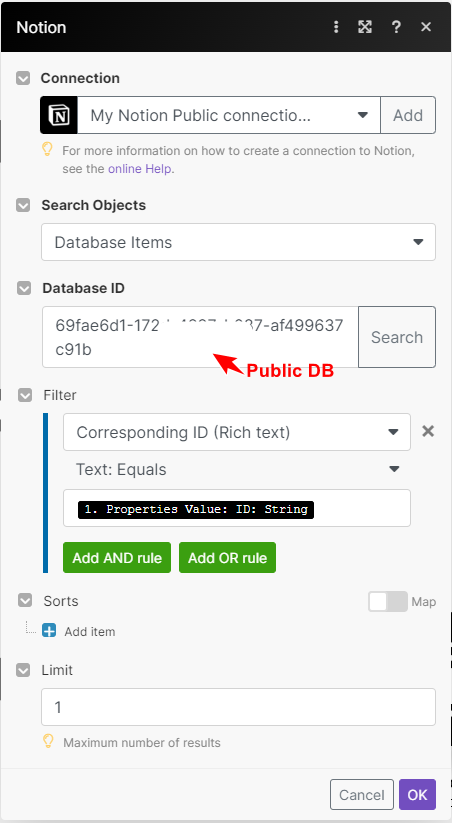 Notion
Connection
My Notion Public connectio...
Add
For more information on how to create a connection to Notion,
see the online Help.
Search Objects
Database Items
Database ID
69fae6d1-172
37-af499637
c91b
Search
Public DB
Filter
Corresponding ID (Rich text)
Text: Equals
1. Properties Value: ID: String
Add AND rule
Add OR rule
Sorts
Map
Add item
Limit
1
Maximum number of results
Cancel
OK